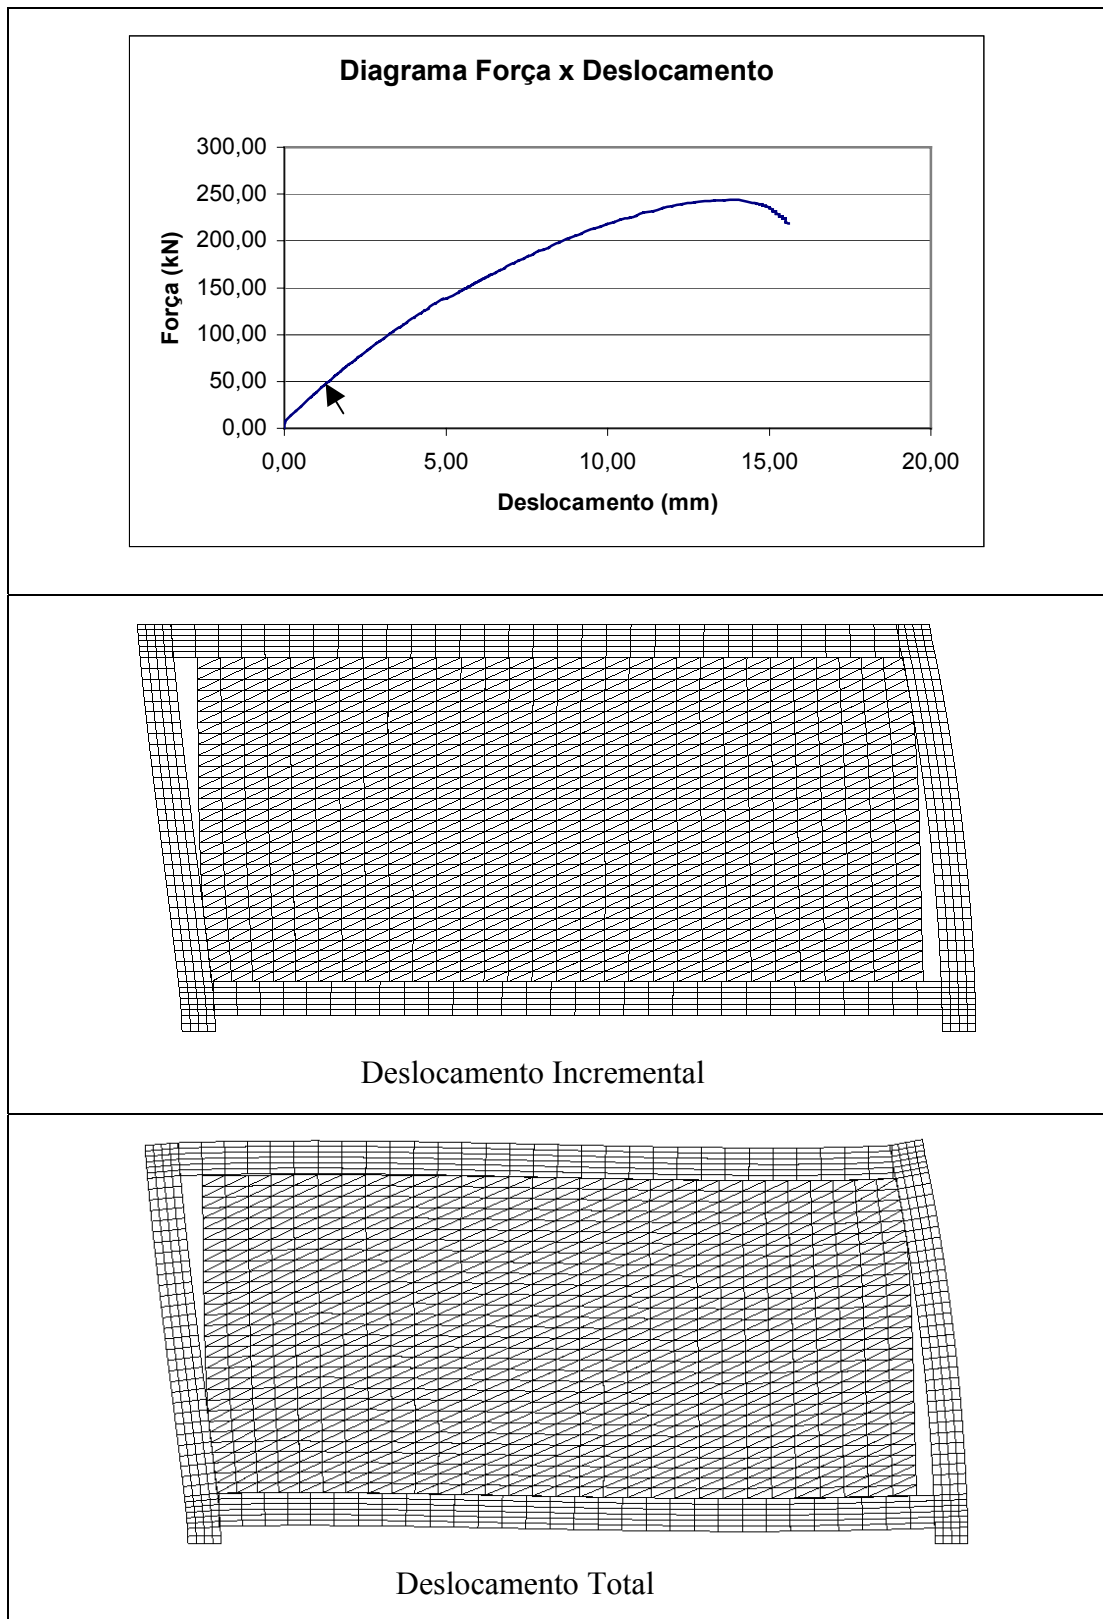 Diagrama Força x Deslocamento
300,00
250,00
200,00
150,00
100,00
50,00
0,00
Força (kN)
0,00 5,00 10,00 15,00 20,00
Deslocamento (mm)
Deslocamento Incremental
Deslocamento Total